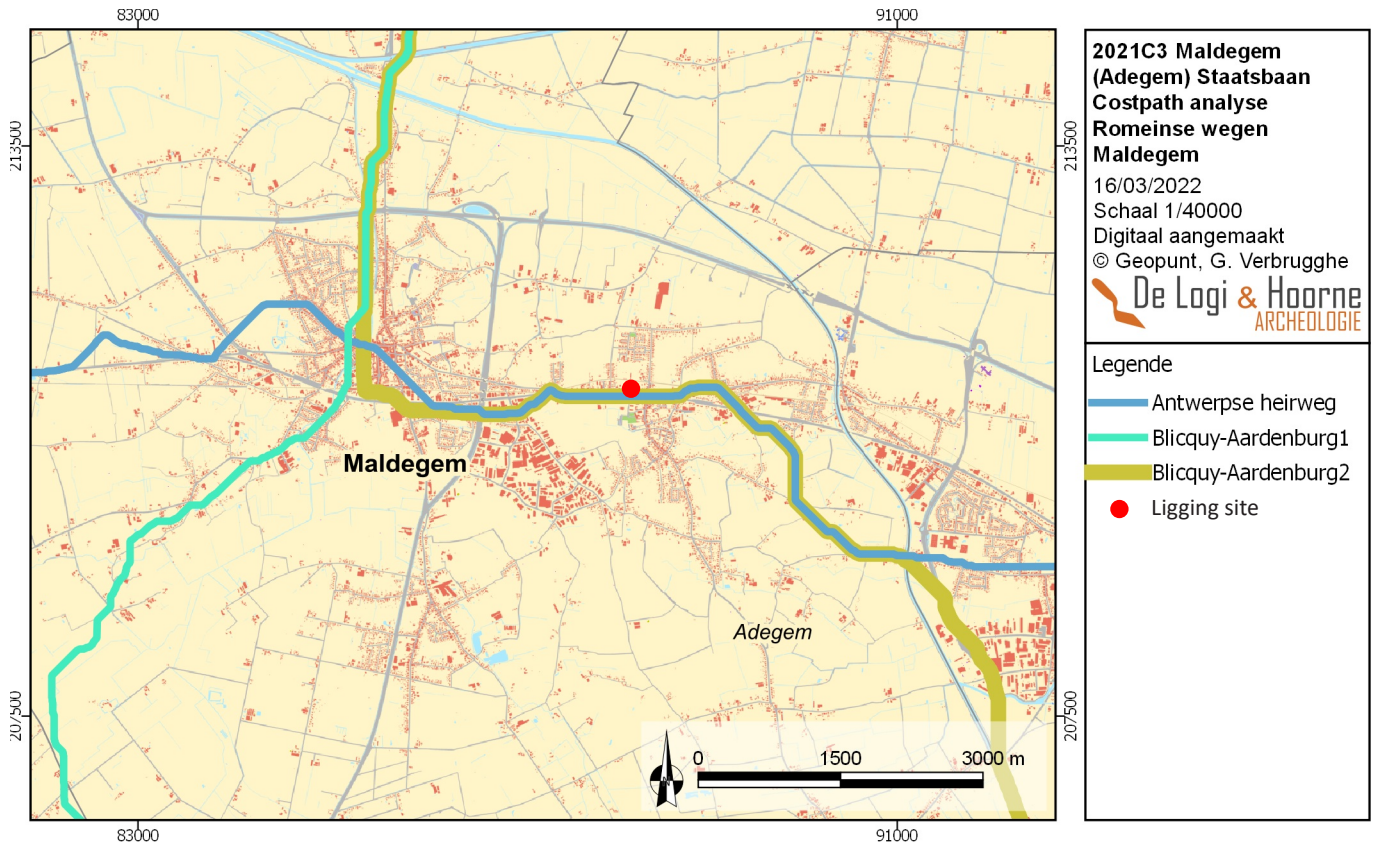 83000
91000
213500
213500
207500
207500
83000
91000
Maldegem
Adegem
N
0 1500 3000 m
2021C3 Maldegem
(Adegem) Staatsbaan
Costpath analyse
Romeinse wegen
Maldegem
16/03/2022
Schaal 1/40000
Digitaal aangemaakt
© Geopunt, G. Verbrugghe
De Logi & Hoorne
ARCHEOLOGIE
Legende
Antwerpse heirweg
Blicquy-Aardenburg1
Blicquy-Aardenburg2
Ligging site